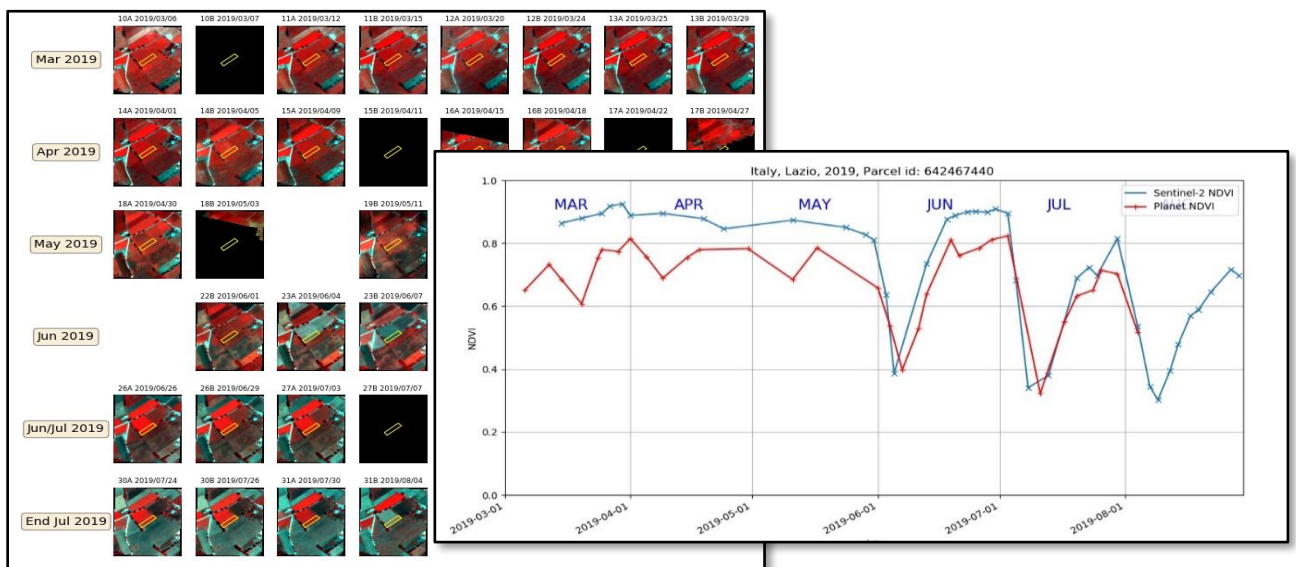 10A 2019/03/06 10B 2019/03/07 11A 2019/03/12 11B 2019/03/15 12A 2019/03/20 12B 2019/03/24 13A 2019/03/25 13B 2019/03/29
Mar 2019
14A 2019/04/01 14B 2019/04/05 15A 2019/04/09 15B 2019/04/11 16A 2019/04/15 16B 2019/04/18 17A 2019/04/22 17B 2019/04/27
Apr 2019
18A 2019/04/30 18B 2019/05/03 19B 2019/05/11
May 2019
22B 2019/06/01 23A 2019/06/04 23B 2019/06/07
Jun 2019
26A 2019/06/26 26B 2019/06/29 27A 2019/07/03 27B 2019/07/07
Jun/Jul 2019
30A 2019/07/24 30B 2019/07/26 31A 2019/07/30 31B 2019/08/04
End Jul 2019
Italy, Lazio, 2019, Parcel id: 642467440
MAR APR MAY JUN JUL
Sentinel-2 NDVI
Planet NDVI
1.0
0.8
0.6
0.4
0.2
0.0
NDVI
2019-03-01 2019-04-01 2019-05-01 2019-06-01 2019-07-01 2019-08-01